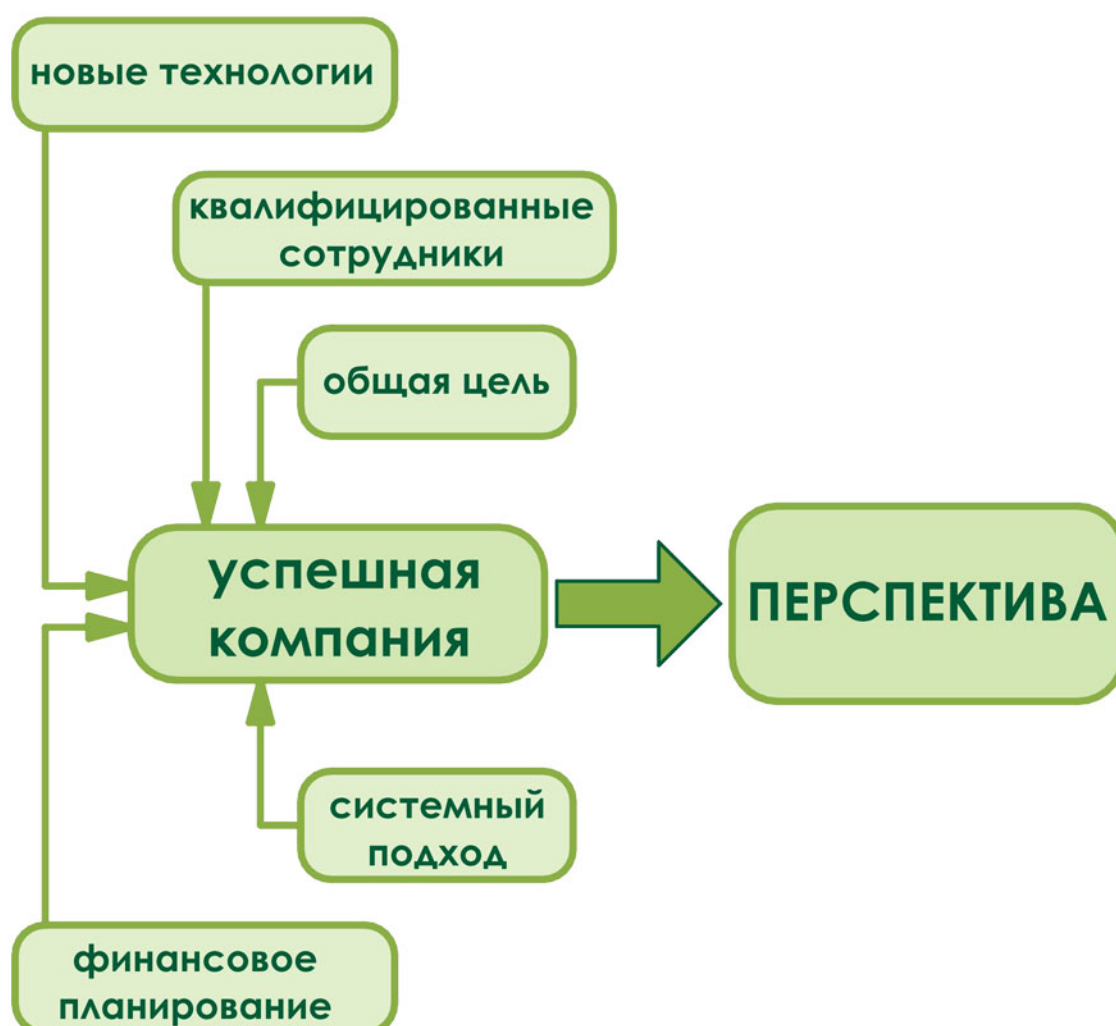 новые технологии
квалифицированные
сотрудники
общая цель
успешная
компания
ПЕРСПЕКТИВА
системный
подход
финансовое
планирование